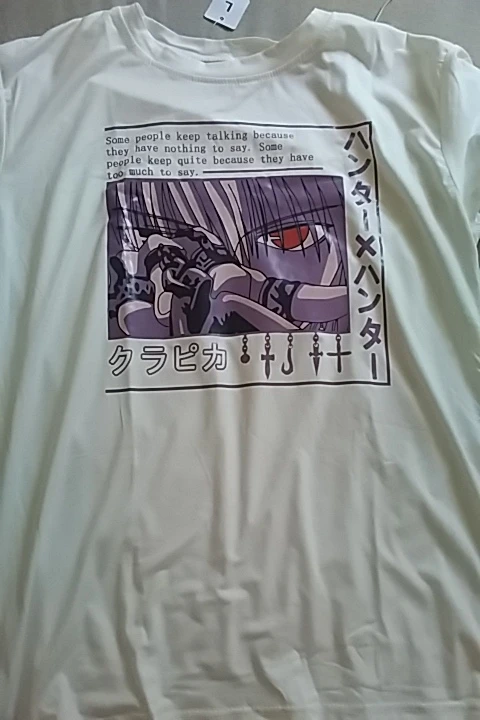 L
Some people keep talking because
they have nothing to say. Some
people keep quite because they have
too much to say.
ハンター×ハンター
クラピカ